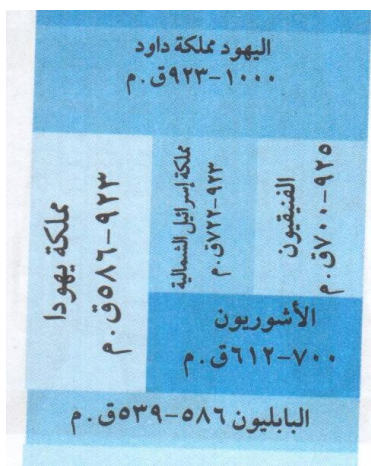 اليهود مملكة داود
١٠٠٠–٩٢٣ق.م
الفنيقيون
٩٢٥–٧٠٠ق.م
مملكة إسرائيل الشمالية
٩٢٣–٧٢٢ق.م
مملكة يهودا
٩٢٣–٥٨٦ق.م
الأشوريون
٧٠٠–٦١٢ق.م
البابليون ٥٨٦–٥٣٩ق.م